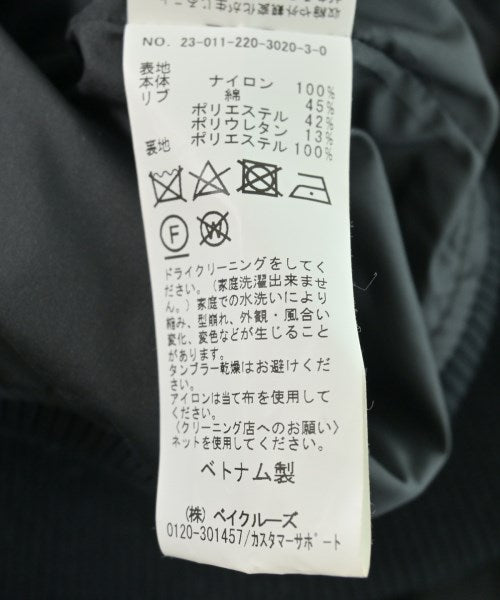 NO. 23-011-220-3020-3-0
表地
本体 ナイロン 100%
リブ 綿 45%
ポリエステル 42%
ポリウレタン 13%
裏地 ポリエステル 100%
F W
ドライクリーニングをしてく
ださい。(家庭洗濯出来ませ
ん。)家庭での水洗いにより
縮み、型崩れ、外観・風合い
変化、変色などが生じること
があります。
タンブラー乾燥はお避けくだ
さい。
アイロンは当て布を使用して
ください。
〈クリーニング店へのお願い〉
ネットを使用してください。
ベトナム製
(株) ベイクルーズ
0120-301457/カスタマーサポート